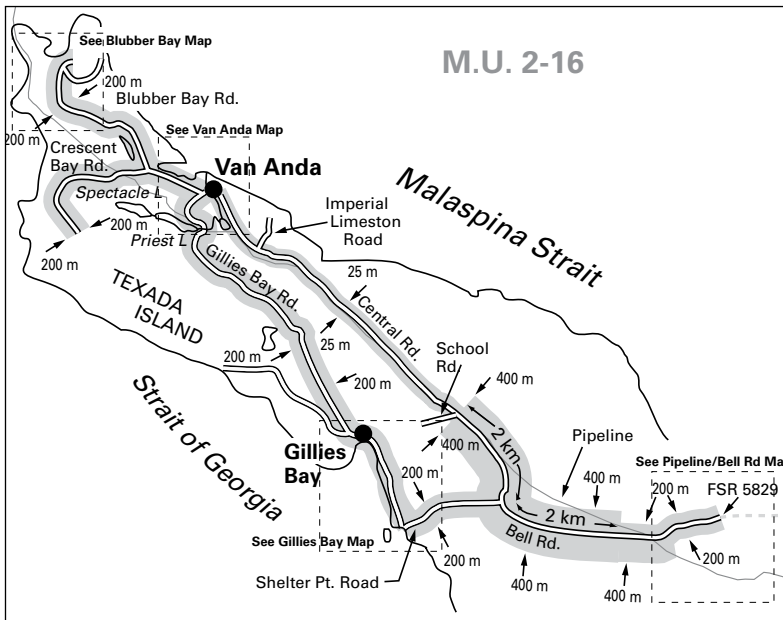 See Blubber Bay Map
M.U. 2-16
200 m
Blubber Bay Rd.
200 m
See Van Anda Map
Crescent
Bay Rd.
Van Anda
Imperial
Limeston
Road
Malaspina Strait
Spectacle L
200 m
Priest L
200 m
Gillies Bay Rd.
25 m
TEXADA
ISLAND
Central Rd.
25 m
School
Rd.
200 m
200 m
400 m
Strait of Georgia
400 m
2 km
Pipeline
Gillies
Bay
See Pipeline/Bell Rd Ma
200 m
400 m
200 m
FSR 5829
2 km
Bell Rd.
See Gillies Bay Map
200 m
200 m
Shelter Pt. Road
400 m
400 m